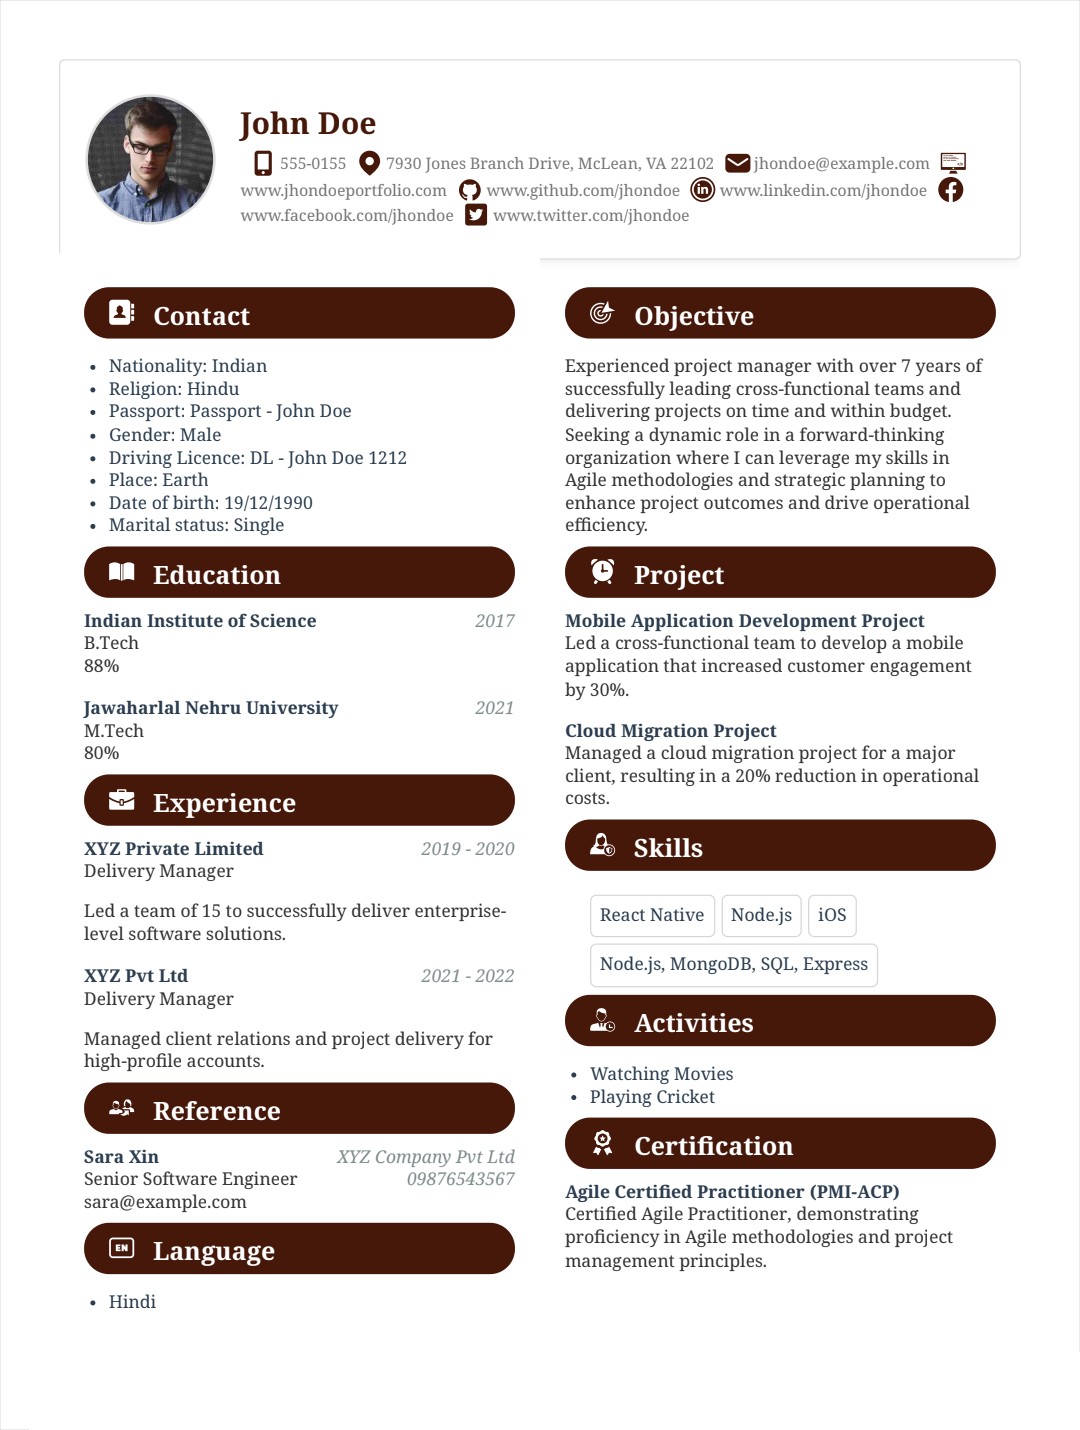 John Doe
555-0155 7930 Jones Branch Drive, McLean, VA 22102 jhondoe@example.com
www.jhondoeportfolio.com www.github.com/jhondoe www.linkedin.com/jhondoe
www.facebook.com/jhondoe www.twitter.com/jhondoe
Contact
• Nationality: Indian
• Religion: Hindu
• Passport: Passport - John Doe
• Gender: Male
• Driving Licence: DL - John Doe 1212
• Place: Earth
• Date of birth: 19/12/1990
• Marital status: Single
Education
Indian Institute of Science 2017
B.Tech
88%
Jawaharlal Nehru University 2021
M.Tech
80%
Experience
XYZ Private Limited 2019 - 2020
Delivery Manager
Led a team of 15 to successfully deliver enterprise-
level software solutions.
XYZ Pvt Ltd 2021 - 2022
Delivery Manager
Managed client relations and project delivery for
high-profile accounts.
Reference
Sara Xin XYZ Company Pvt Ltd
Senior Software Engineer 09876543567
sara@example.com
EN Language
• Hindi
Objective
Experienced project manager with over 7 years of
successfully leading cross-functional teams and
delivering projects on time and within budget.
Seeking a dynamic role in a forward-thinking
organization where I can leverage my skills in
Agile methodologies and strategic planning to
enhance project outcomes and drive operational
efficiency.
Project
Mobile Application Development Project
Led a cross-functional team to develop a mobile
application that increased customer engagement
by 30%.
Cloud Migration Project
Managed a cloud migration project for a major
client, resulting in a 20% reduction in operational
costs.
Skills
React Native Node.js iOS
Node.js, MongoDB, SQL, Express
Activities
• Watching Movies
• Playing Cricket
Certification
Agile Certified Practitioner (PMI-ACP)
Certified Agile Practitioner, demonstrating
proficiency in Agile methodologies and project
management principles.